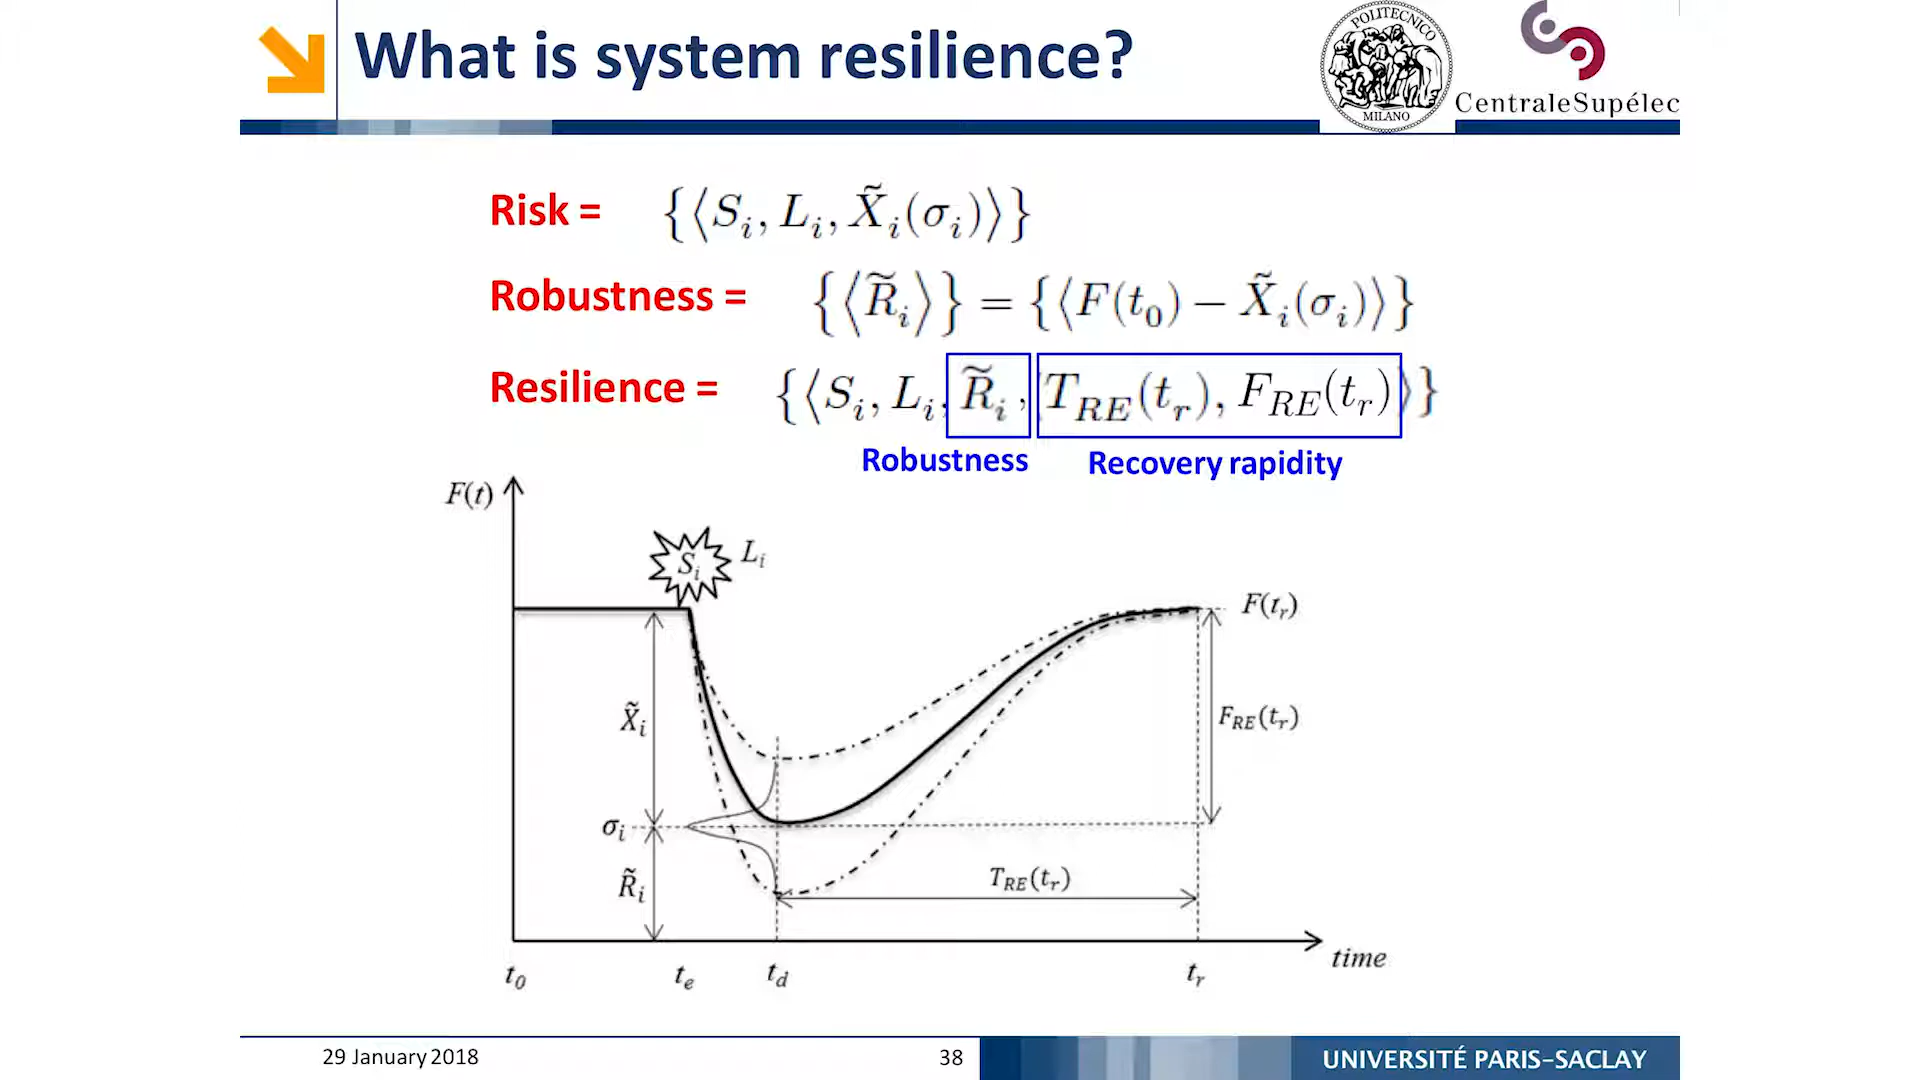 What is system resilience?
POLITECNICO
MILANO
CentraleSupélec
Risk = {⟨S_i, L_i, X̃_i(σ_i)⟩}
Robustness = {⟨R̃_i⟩} = {⟨F(t_0) − X̃_i(σ_i)⟩}
Resilience = {⟨S_i, L_i, R̃_i, T_RE(t_r), F_RE(t_r)⟩}
Robustness
Recovery rapidity
F(t)
S_i
L_i
F(t_r)
X̃_i
F_RE(t_r)
σ_i
R̃_i
T_RE(t_r)
time
t_0
t_e
t_d
t_r
29 January 2018
38
UNIVERSITÉ PARIS-SACLAY